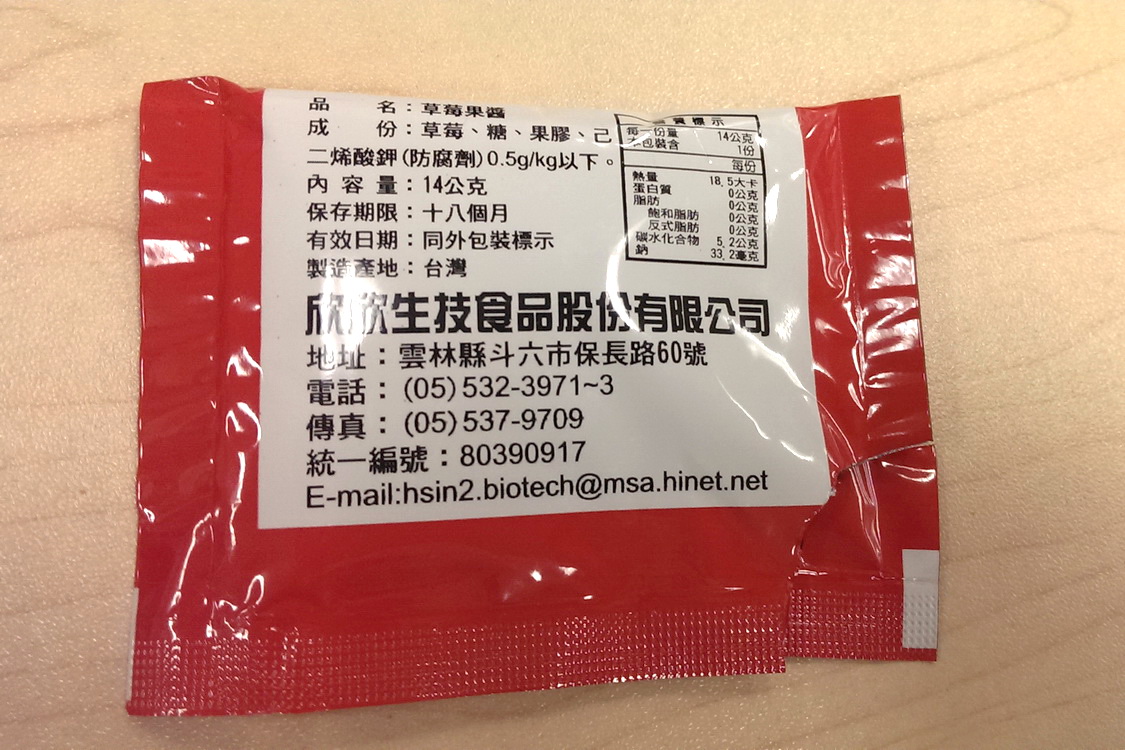 品 名：草莓果醬
成 份：草莓、糖、果膠、己
二烯酸鉀(防腐劑)0.5g/kg以下。
內 容 量：14公克
保存期限：十八個月
有效日期：同外包裝標示
製造產地：台灣
欣欣生技食品股份有限公司
地址：雲林縣斗六市保長路60號
電話：(05)532-3971~3
傳真：(05)537-9709
統一編號：80390917
E-mail:hsin2.biotech@msa.hinet.net
營養標示
每一份量 14公克
本包裝含 1份
每份
熱量 18.5大卡
蛋白質 0公克
脂肪 0公克
飽和脂肪 0公克
反式脂肪 0公克
碳水化合物 5.2公克
鈉 33.2毫克